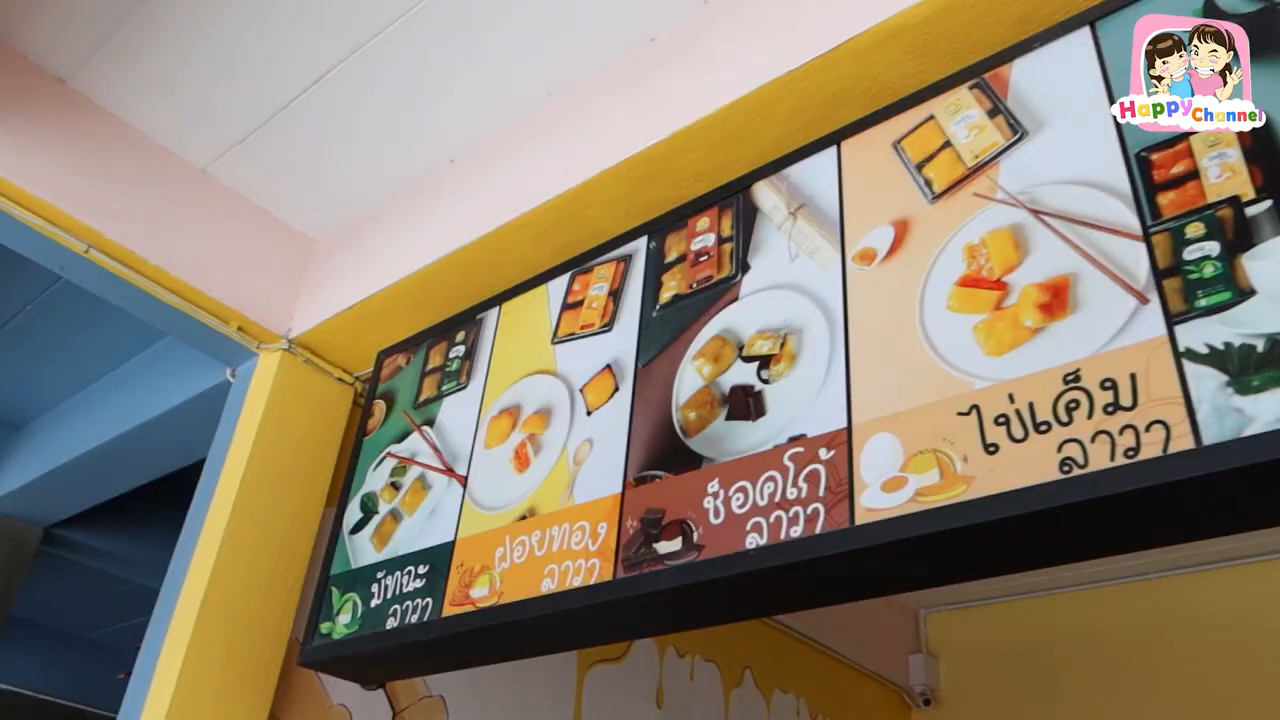 มัทฉะ
ลาวา
ฝอยทอง
ลาวา
ช็อคโก้
ลาวา
ไข่เค็ม
ลาวา
Happy Channel